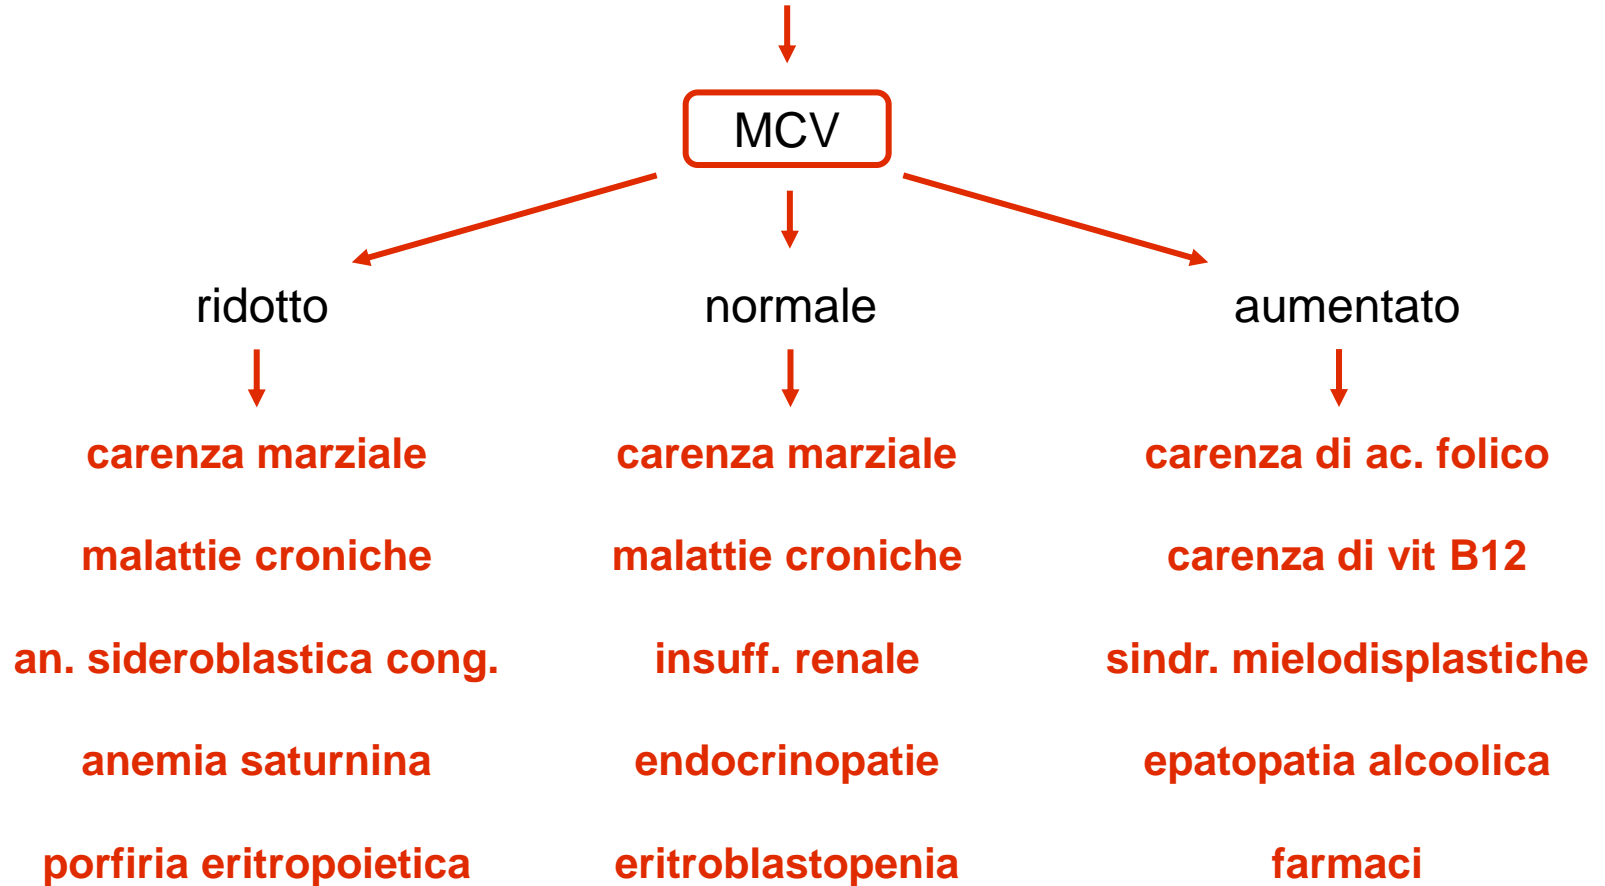 MCV
ridotto
normale
aumentato
carenza marziale
carenza marziale
carenza di ac. folico
malattie croniche
malattie croniche
carenza di vit B12
an. sideroblastica cong.
insuff. renale
sindr. mielodisplastiche
anemia saturnina
endocrinopatie
epatopatia alcoolica
porfiria eritropoietica
eritroblastopenia
farmaci